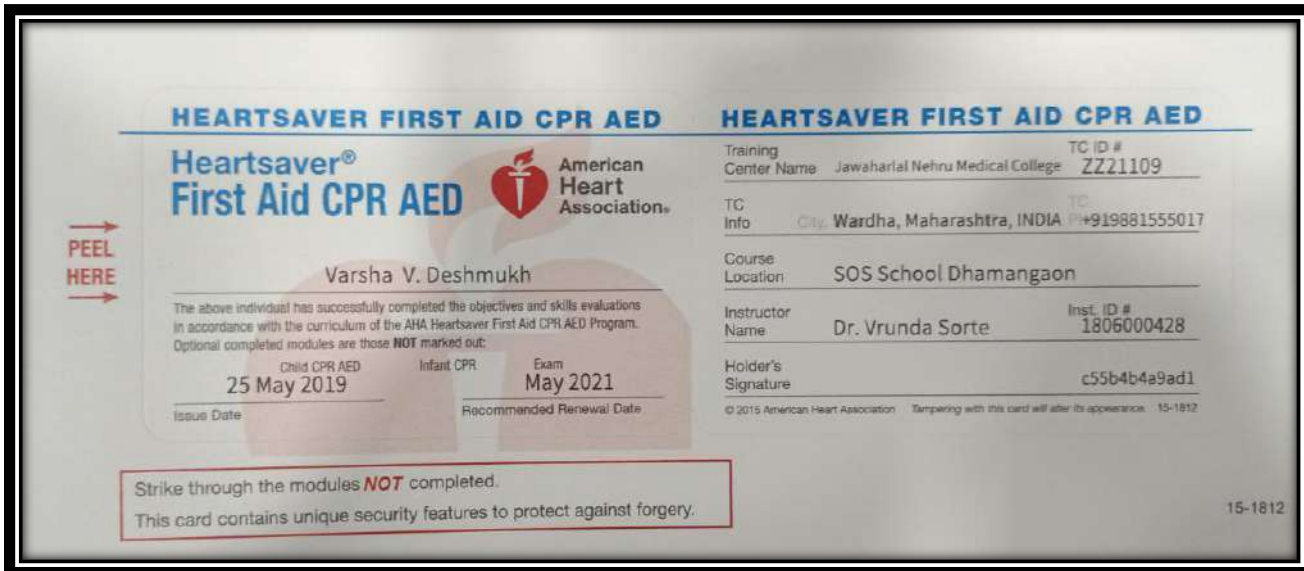 HEARTSAVER FIRST AID CPR AED
Heartsaver®
First Aid CPR AED
American
Heart
Association®
PEEL
HERE
Varsha V. Deshmukh
The above individual has successfully completed the objectives and skills evaluations
in accordance with the curriculum of the AHA Heartsaver First Aid CPR AED Program.
Optional completed modules are those NOT marked out:
Child CPR AED Infant CPR Exam
25 May 2019 May 2021
Issue Date Recommended Renewal Date
HEARTSAVER FIRST AID CPR AED
Training TC ID #
Center Name Jawaharlal Nehru Medical College ZZ21109
TC TC
Info City, Wardha, Maharashtra, INDIA +919881555017
Course
Location SOS School Dhamangaon
Instructor Inst. ID #
Name Dr. Vrunda Sorte 1806000428
Holder's
Signature c55b4b4a9ad1
© 2015 American Heart Association Tampering with this card will alter its appearance. 15-1812
Strike through the modules NOT completed.
This card contains unique security features to protect against forgery.
15-1812